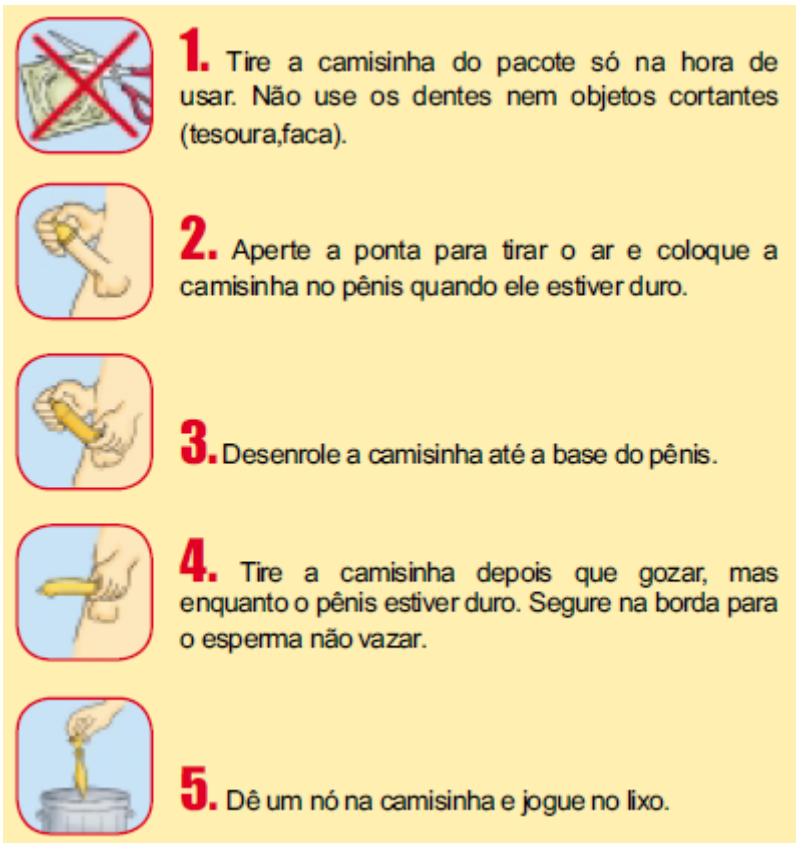 1. Tire a camisinha do pacote só na hora de
usar. Não use os dentes nem objetos cortantes
(tesoura,faca).
2. Aperte a ponta para tirar o ar e coloque a
camisinha no pênis quando ele estiver duro.
3. Desenrole a camisinha até a base do pênis.
4. Tire a camisinha depois que gozar, mas
enquanto o pênis estiver duro. Segure na borda para
o esperma não vazar.
5. Dê um nó na camisinha e jogue no lixo.